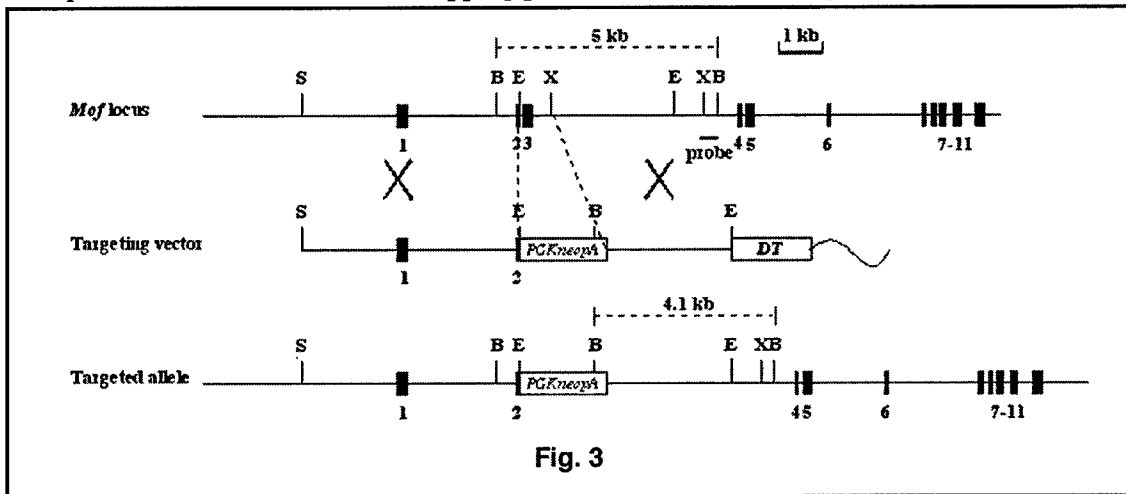 5 kb
1 kb
S B E X E X B
Mof locus
1 2 3 probe 4 5 6 7-11
S E B E
Targeting vector
PGKneopA DT
1 2
4.1 kb
S B E B E X B
Targeted allele
PGKneopA
1 2 4 5 6 7-11
Fig. 3